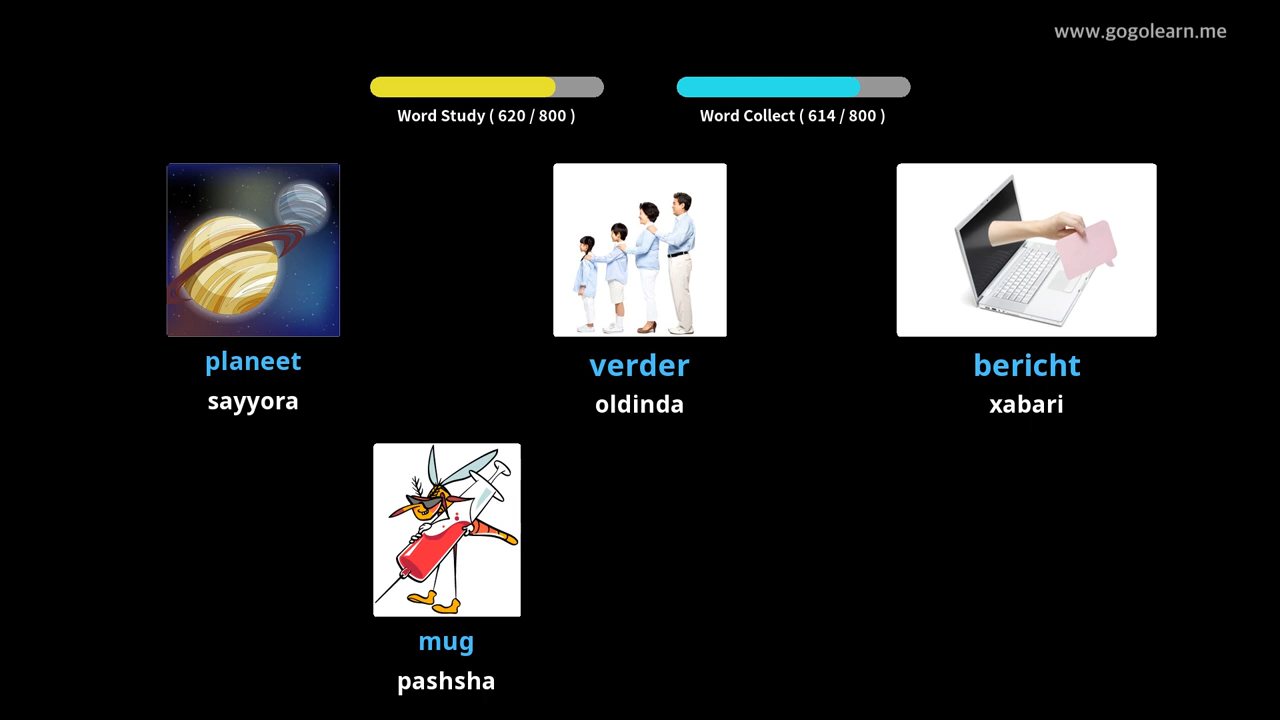 www.gogolearn.me
Word Study ( 620 / 800 )
Word Collect ( 614 / 800 )
planeet
sayyora
verder
oldinda
bericht
xabari
mug
pashsha